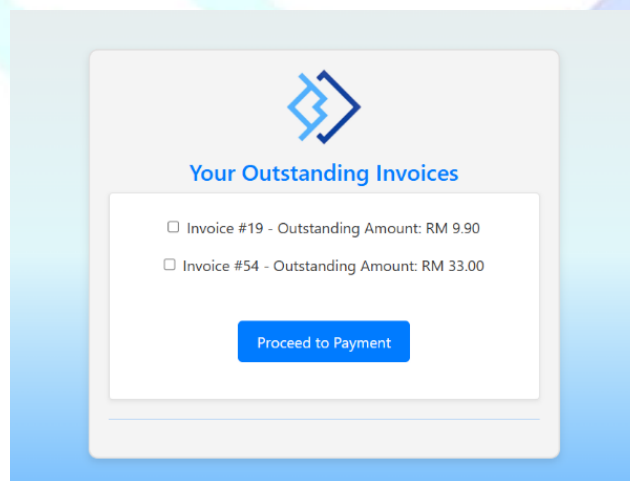 Your Outstanding Invoices
Invoice #19 - Outstanding Amount: RM 9.90
Invoice #54 - Outstanding Amount: RM 33.00
Proceed to Payment